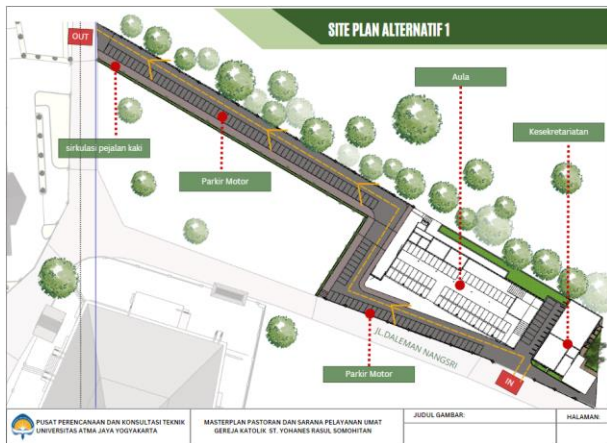 SITE PLAN ALTERNATIF 1
OUT
Aula
Kesekretariatan
sirkulasi pejalan kaki
Parkir Motor
JL.DALEMAN NANGSRI
IN
Parkir Motor
PUSAT PERENCANAAN DAN KONSULTASI TEKNIK
UNIVERSITAS ATMA JAYA YOGYAKARTA
MASTERPLAN PASTORAN DAN SARANA PELAYANAN UMAT
GEREJA KATOLIK ST. YOHANES RASUL SOMOHITAN
JUDUL GAMBAR:
HALAMAN: